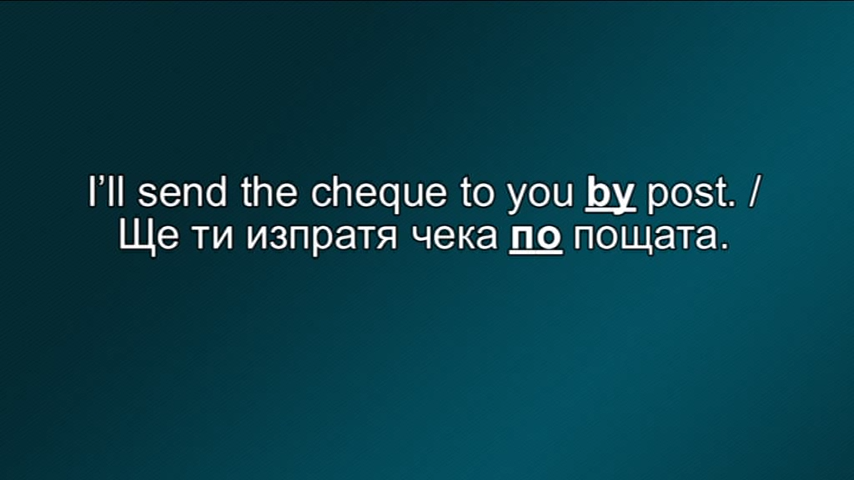 I’ll send the cheque to you by post. /
Ще ти изпратя чека по пощата.